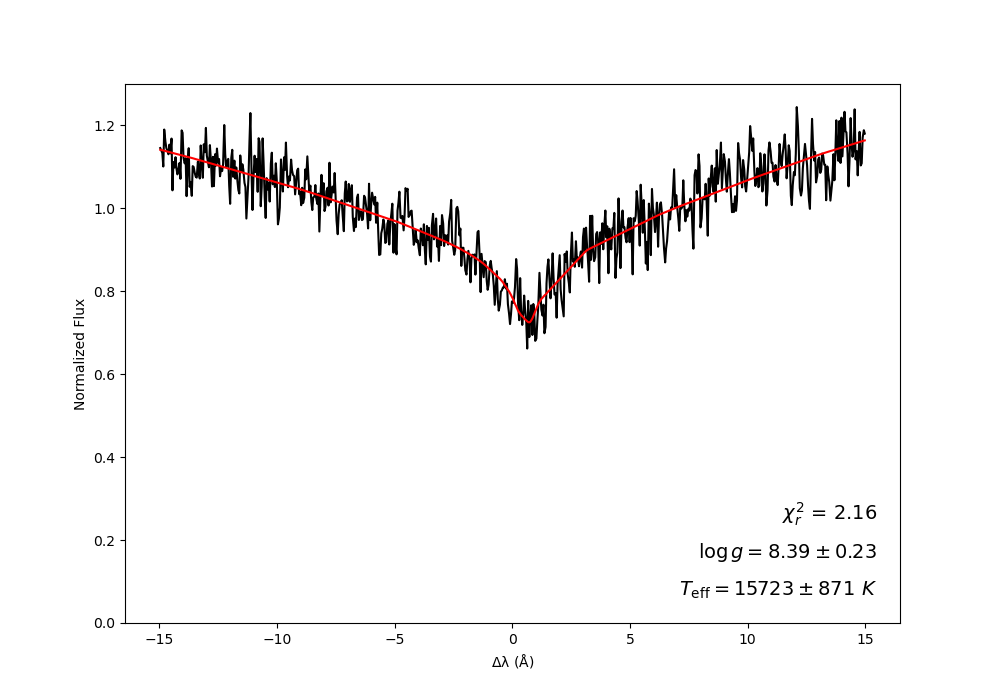 1.2
1.0
0.8
0.6
0.4
0.2
0.0
Normalized Flux
χ²ᵣ = 2.16
log g = 8.39 ± 0.23
T_eff = 15723 ± 871 K
−15 −10 −5 0 5 10 15
Δλ (Å)